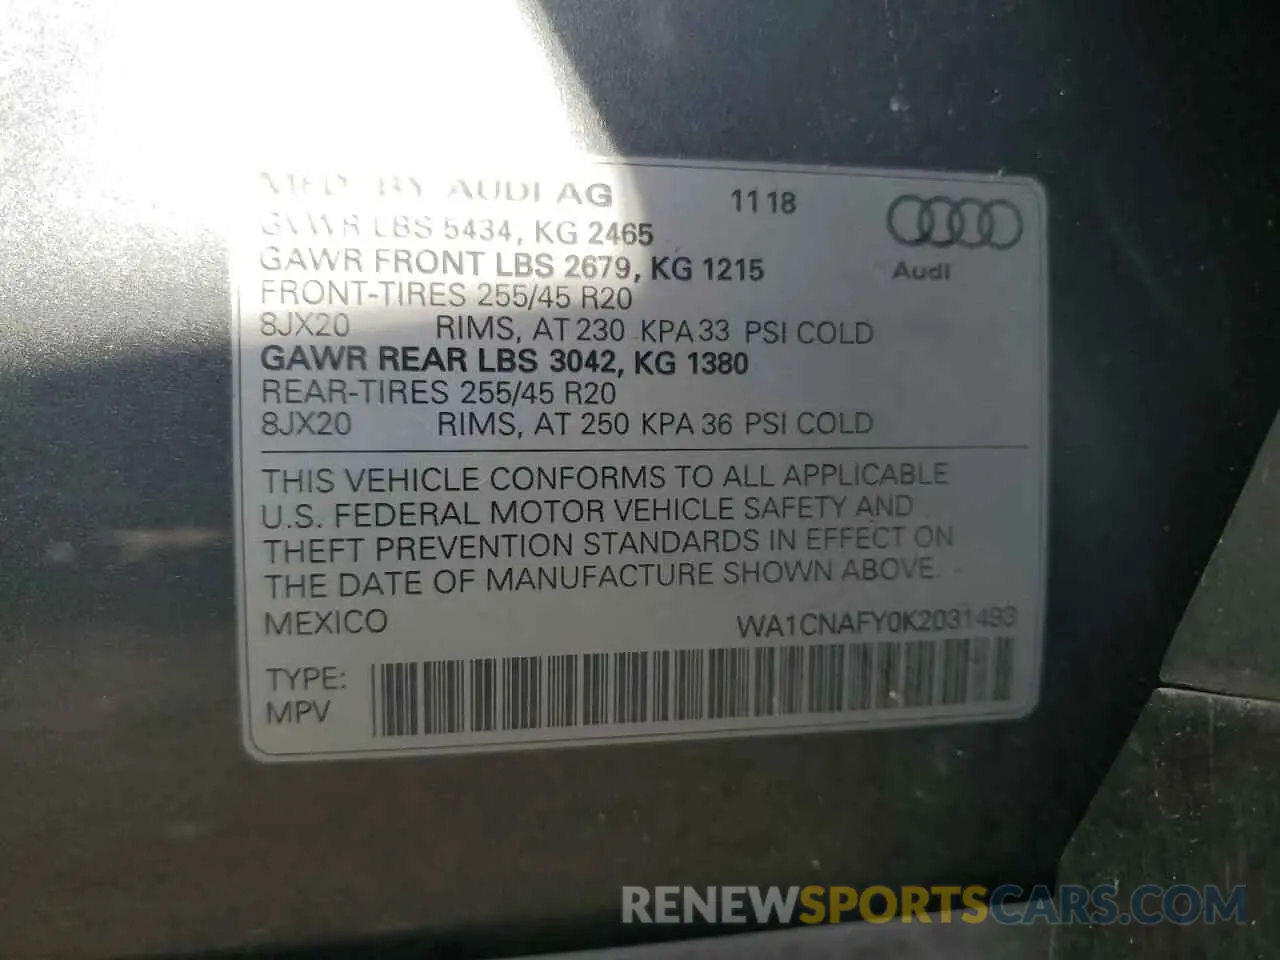 MFD. BY AUDI AG 11 18
GVWR LBS 5434, KG 2465
GAWR FRONT LBS 2679, KG 1215
Audi
FRONT-TIRES 255/45 R20
8JX20 RIMS, AT 230 KPA 33 PSI COLD
GAWR REAR LBS 3042, KG 1380
REAR-TIRES 255/45 R20
8JX20 RIMS, AT 250 KPA 36 PSI COLD
THIS VEHICLE CONFORMS TO ALL APPLICABLE
U.S. FEDERAL MOTOR VEHICLE SAFETY AND
THEFT PREVENTION STANDARDS IN EFFECT ON
THE DATE OF MANUFACTURE SHOWN ABOVE.
MEXICO WA1CNAFY0K2031493
TYPE:
MPV
RENEWSPORTSCARS.COM